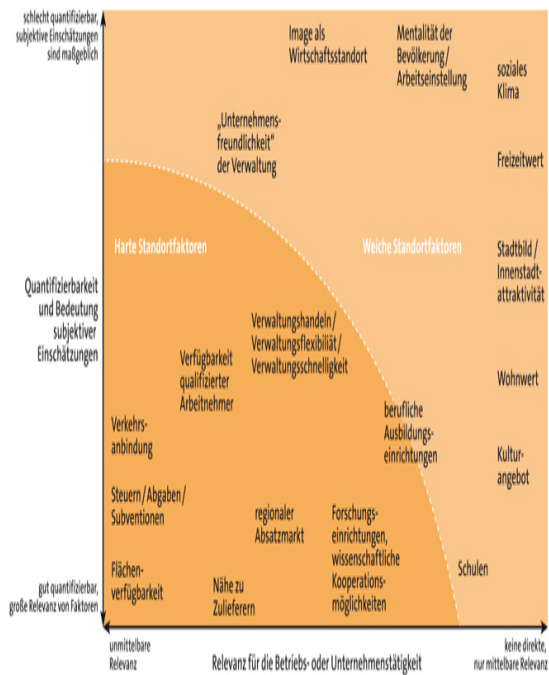 schlecht quantifizierbar,
subjektive Einschätzungen
sind maßgeblich
Image als
Wirtschaftsstandort
Mentalität der
Bevölkerung/
Arbeitseinstellung
soziales
Klima
„Unternehmens-
freundlichkeit“
der Verwaltung
Freizeitwert
Harte Standortfaktoren
Weiche Standortfaktoren
Stadtbild /
Innenstadt-
attraktivität
Quantifizierbarkeit
und Bedeutung
subjektiver
Einschätzungen
Verwaltungshandeln/
Verwaltungsflexibiliät/
Verwaltungsschnelligkeit
Verfügbarkeit
qualifizierter
Arbeitnehmer
Wohnwert
berufliche
Ausbildungs-
einrichtungen
Verkehrs-
anbindung
Kultur-
angebot
Steuern/Abgaben/
Subventionen
regionaler
Absatzmarkt
Forschungs-
einrichtungen,
wissenschaftliche
Kooperations-
möglichkeiten
Flächen-
verfügbarkeit
Nähe zu
Zulieferern
Schulen
gut quantifizierbar,
große Relevanz von Faktoren
unmittelbare
Relevanz
Relevanz für die Betriebs- oder Unternehmenstätigkeit
keine direkte,
nur mittelbare Relevanz